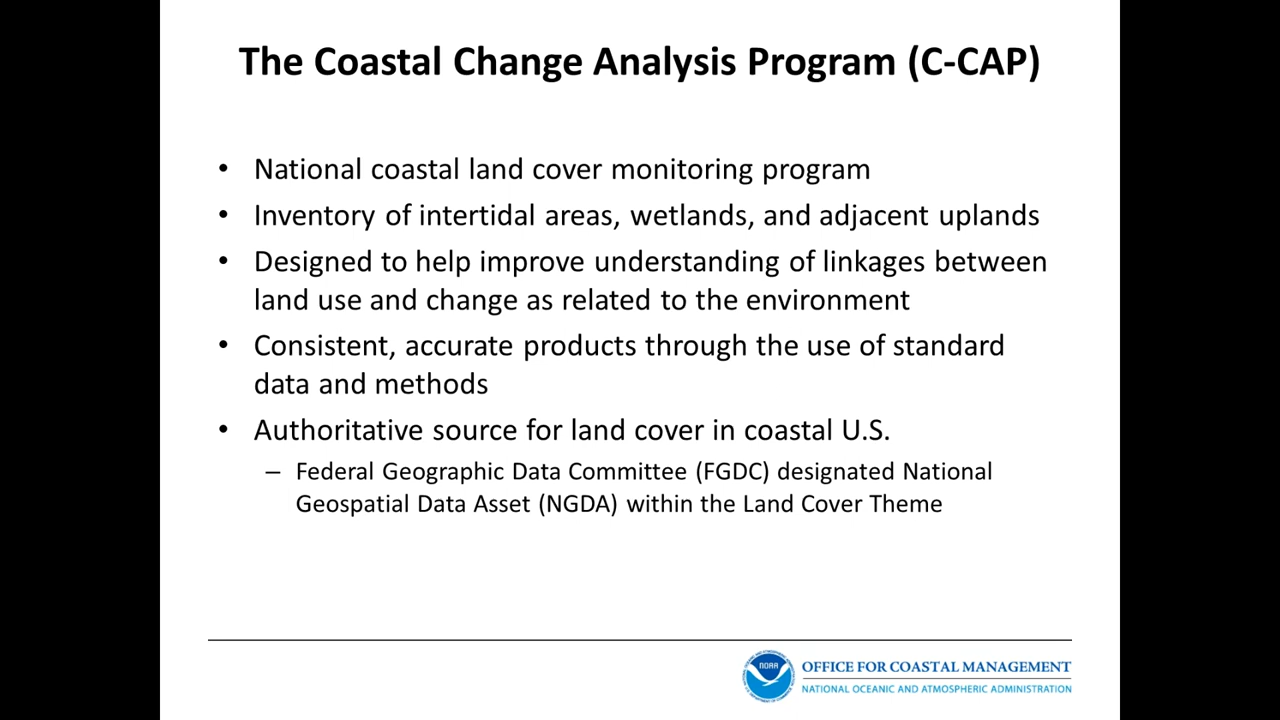 The Coastal Change Analysis Program (C-CAP)
• National coastal land cover monitoring program
• Inventory of intertidal areas, wetlands, and adjacent uplands
• Designed to help improve understanding of linkages between
land use and change as related to the environment
• Consistent, accurate products through the use of standard
data and methods
• Authoritative source for land cover in coastal U.S.
– Federal Geographic Data Committee (FGDC) designated National
Geospatial Data Asset (NGDA) within the Land Cover Theme
NOAA
OFFICE FOR COASTAL MANAGEMENT
NATIONAL OCEANIC AND ATMOSPHERIC ADMINISTRATION